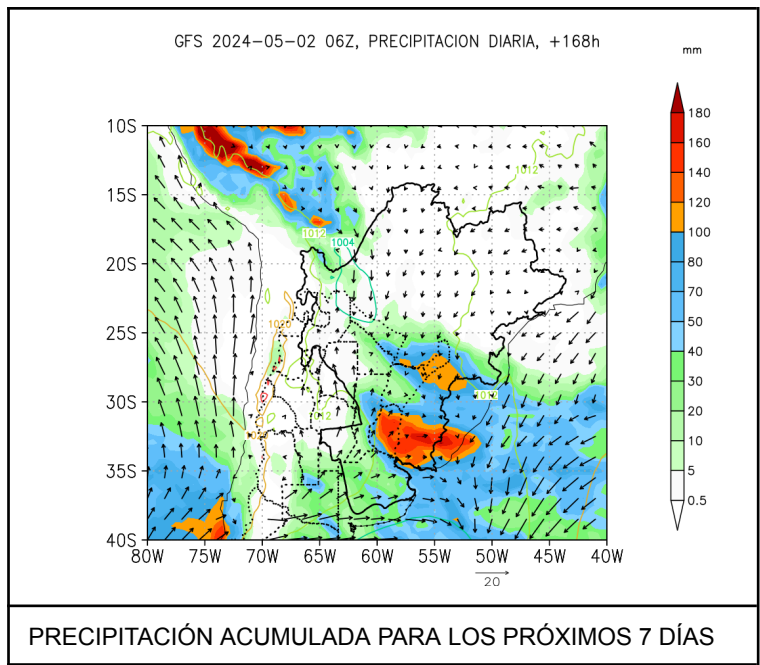 GFS 2024-05-02 06Z, PRECIPITACION DIARIA, +168h
mm
180
160
140
120
100
80
70
50
40
30
20
10
5
0.5
10S
15S
20S
25S
30S
35S
40S
1012
1012
1004
1020
1012
1012
80W
75W
70W
65W
60W
55W
50W
45W
40W
20
PRECIPITACIÓN ACUMULADA PARA LOS PRÓXIMOS 7 DÍAS